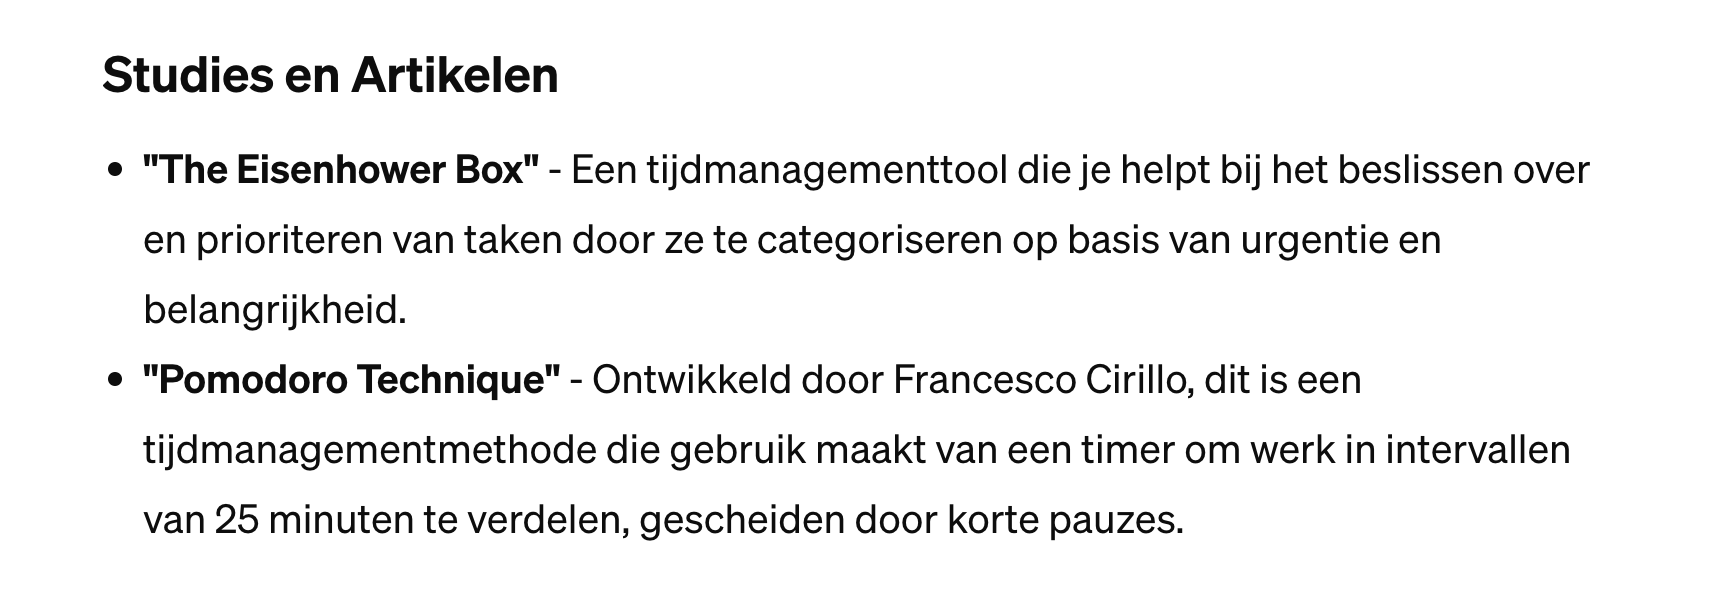 Studies en Artikelen
• "The Eisenhower Box" - Een tijdmanagementtool die je helpt bij het beslissen over
en prioriteren van taken door ze te categoriseren op basis van urgentie en
belangrijkheid.
• "Pomodoro Technique" - Ontwikkeld door Francesco Cirillo, dit is een
tijdmanagementmethode die gebruik maakt van een timer om werk in intervallen
van 25 minuten te verdelen, gescheiden door korte pauzes.